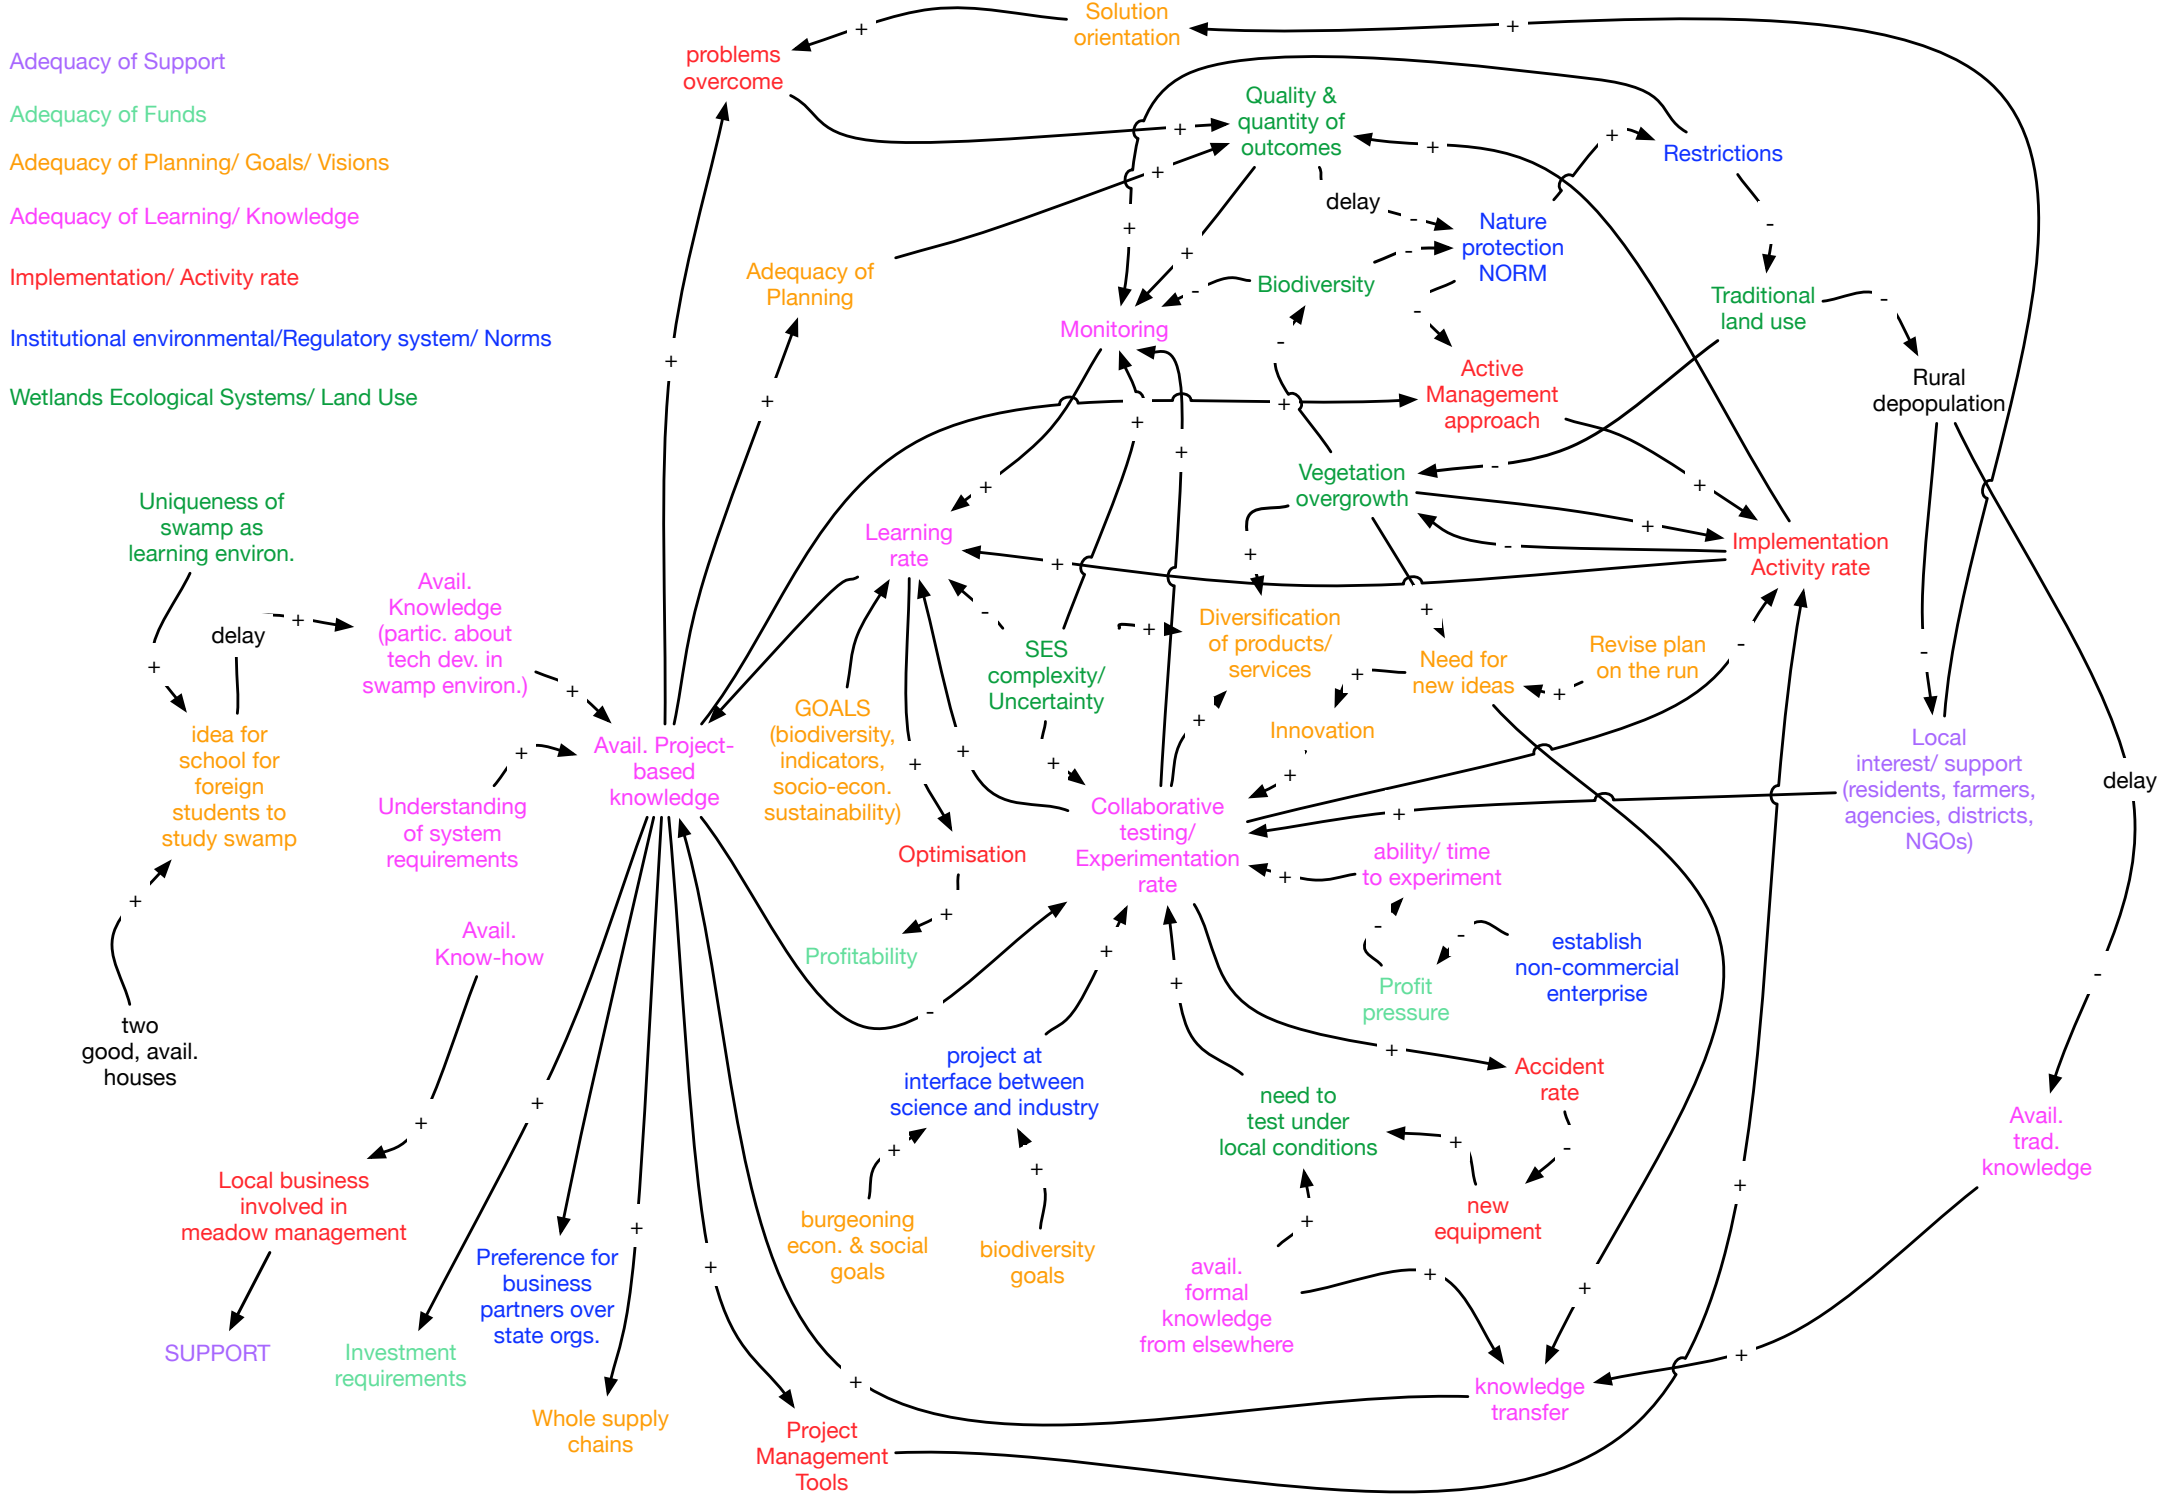 Adequacy of Support
Adequacy of Funds
Adequacy of Planning/ Goals/ Visions
Adequacy of Learning/ Knowledge
Implementation/ Activity rate
Institutional environmental/Regulatory system/ Norms
Wetlands Ecological Systems/ Land Use
Solution
orientation
problems
overcome
Quality &
quantity of
outcomes
Restrictions
delay
Nature
protection
NORM
Adequacy of
Planning
Biodiversity
Traditional
land use
Monitoring
Active
Management
approach
Rural
depopulation
Vegetation
overgrowth
Uniqueness of
swamp as
learning environ.
Learning
rate
Implementation
Activity rate
Avail.
Knowledge
(partic. about
tech dev. in
swamp environ.)
delay
SES
complexity/
Uncertainty
Diversification
of products/
services
Need for
new ideas
Revise plan
on the run
GOALS
(biodiversity,
indicators,
socio-econ.
sustainability)
Innovation
idea for
school for
foreign
students to
study swamp
Avail. Project-
based
knowledge
Understanding
of system
requirements
Local
interest/ support
(residents, farmers,
agencies, districts,
NGOs)
delay
Collaborative
testing/
Experimentation
rate
Optimisation
ability/ time
to experiment
Avail.
Know-how
Profitability
establish
non-commercial
enterprise
Profit
pressure
two
good, avail.
houses
project at
interface between
science and industry
Accident
rate
need to
test under
local conditions
Avail.
trad.
knowledge
Local business
involved in
meadow management
new
equipment
burgeoning
econ. & social
goals
biodiversity
goals
Preference for
business
partners over
state orgs.
avail.
formal
knowledge
from elsewhere
SUPPORT
Investment
requirements
Whole supply
chains
knowledge
transfer
Project
Management
Tools